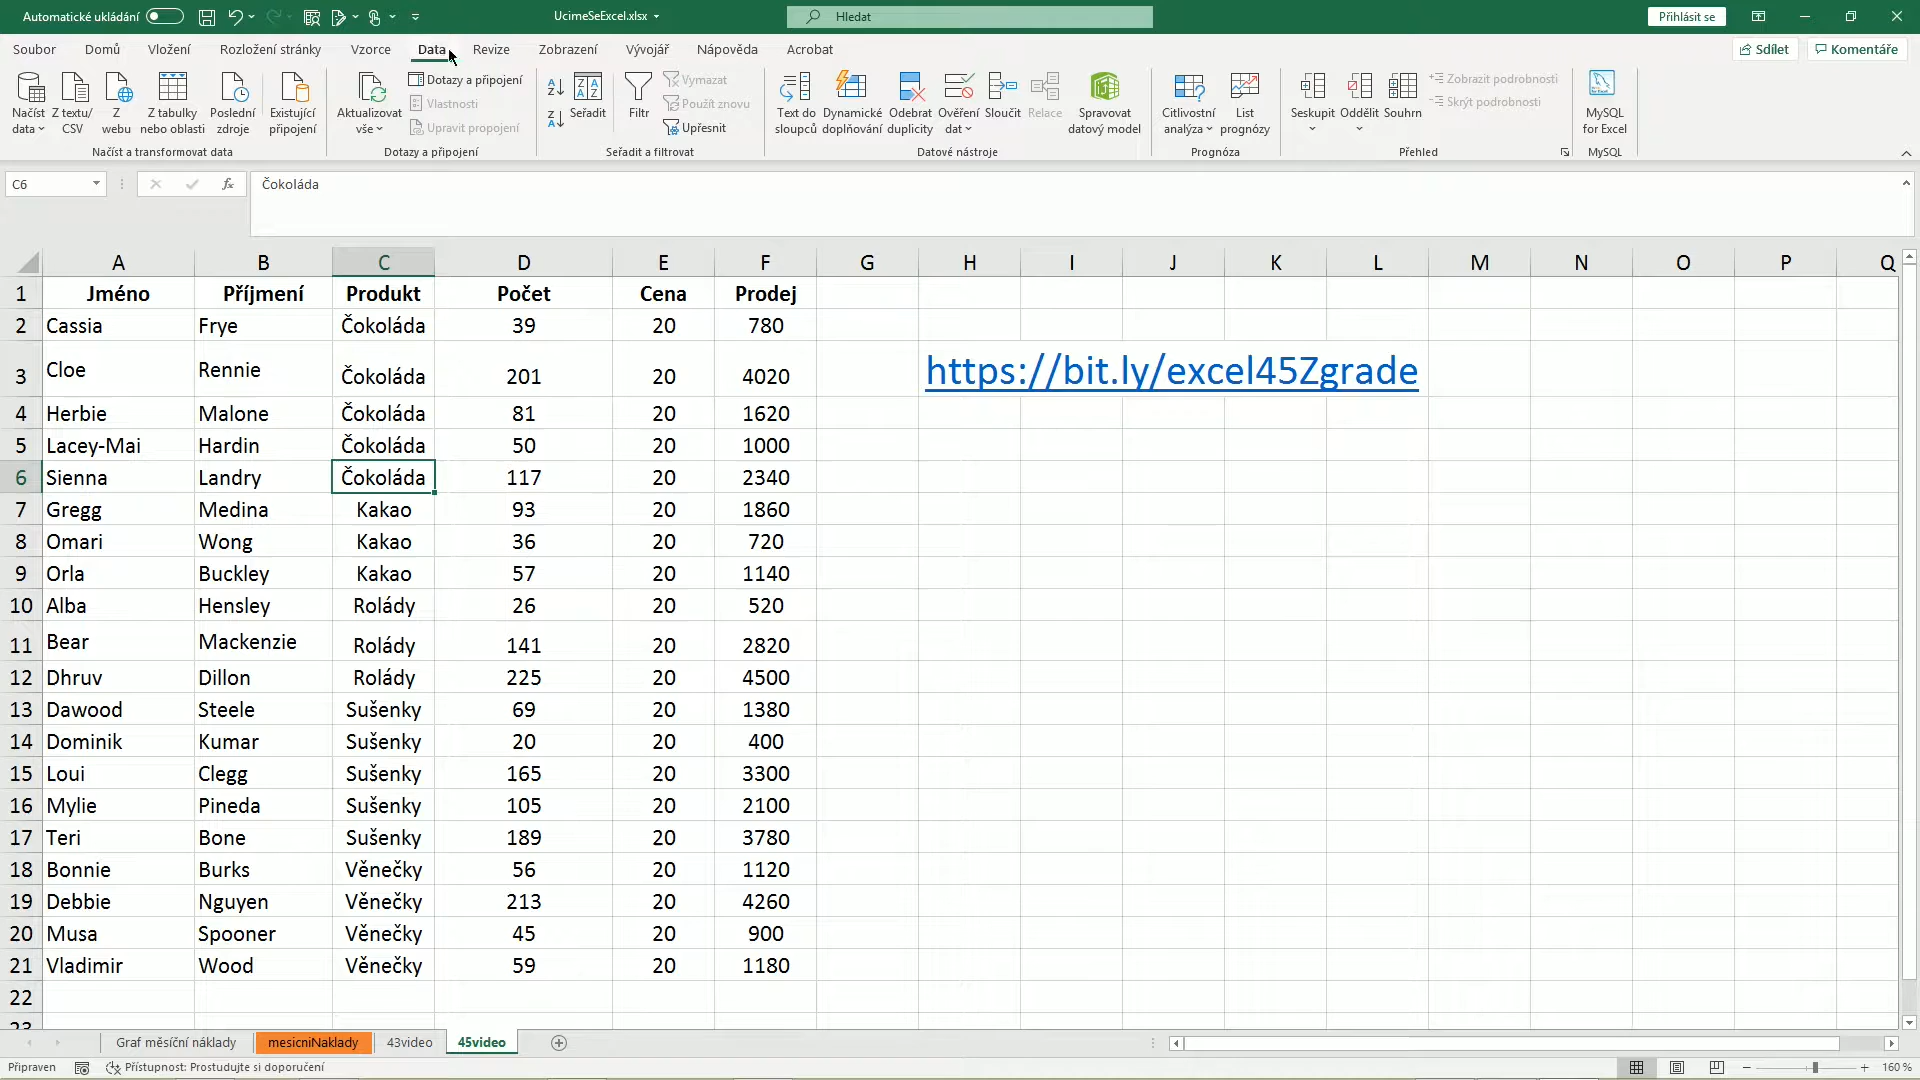 Automatické ukládání
UcimeSeExcel.xlsx
Hledat
Přihlásit se
Soubor Domů Vložení Rozložení stránky Vzorce Data Revize Zobrazení Vývojář Nápověda Acrobat
Sdílet Komentáře
Načíst data
Z textu/ CSV
Z webu
Z tabulky nebo oblasti
Poslední zdroje
Existující připojení
Načíst a transformovat data
Aktualizovat vše
Dotazy a připojení
Vlastnosti
Upravit propojení
Dotazy a připojení
Seřadit
Filtr
Vymazat
Použít znovu
Upřesnit
Seřadit a filtrovat
Text do sloupců
Dynamické doplňování
Odebrat duplicity
Ověření dat
Sloučit
Relace
Spravovat datový model
Datové nástroje
Citlivostní analýza
List prognózy
Prognóza
Seskupit
Oddělit
Souhrn
Zobrazit podrobnosti
Skrýt podrobnosti
Přehled
MySQL for Excel
MySQL
C6 fx Čokoláda
A B C D E F G H I J K L M N O P Q
1 Jméno Příjmení Produkt Počet Cena Prodej
2 Cassia Frye Čokoláda 39 20 780
3 Cloe Rennie Čokoláda 201 20 4020 https://bit.ly/excel45Zgrade
4 Herbie Malone Čokoláda 81 20 1620
5 Lacey-Mai Hardin Čokoláda 50 20 1000
6 Sienna Landry Čokoláda 117 20 2340
7 Gregg Medina Kakao 93 20 1860
8 Omari Wong Kakao 36 20 720
9 Orla Buckley Kakao 57 20 1140
10 Alba Hensley Rolády 26 20 520
11 Bear Mackenzie Rolády 141 20 2820
12 Dhruv Dillon Rolády 225 20 4500
13 Dawood Steele Sušenky 69 20 1380
14 Dominik Kumar Sušenky 20 20 400
15 Loui Clegg Sušenky 165 20 3300
16 Mylie Pineda Sušenky 105 20 2100
17 Teri Bone Sušenky 189 20 3780
18 Bonnie Burks Věnečky 56 20 1120
19 Debbie Nguyen Věnečky 213 20 4260
20 Musa Spooner Věnečky 45 20 900
21 Vladimir Wood Věnečky 59 20 1180
22
23
Graf měsíční náklady mesicniNaklady 43video 45video
Připraven Přístupnost: Prostudujte si doporučení 160 %